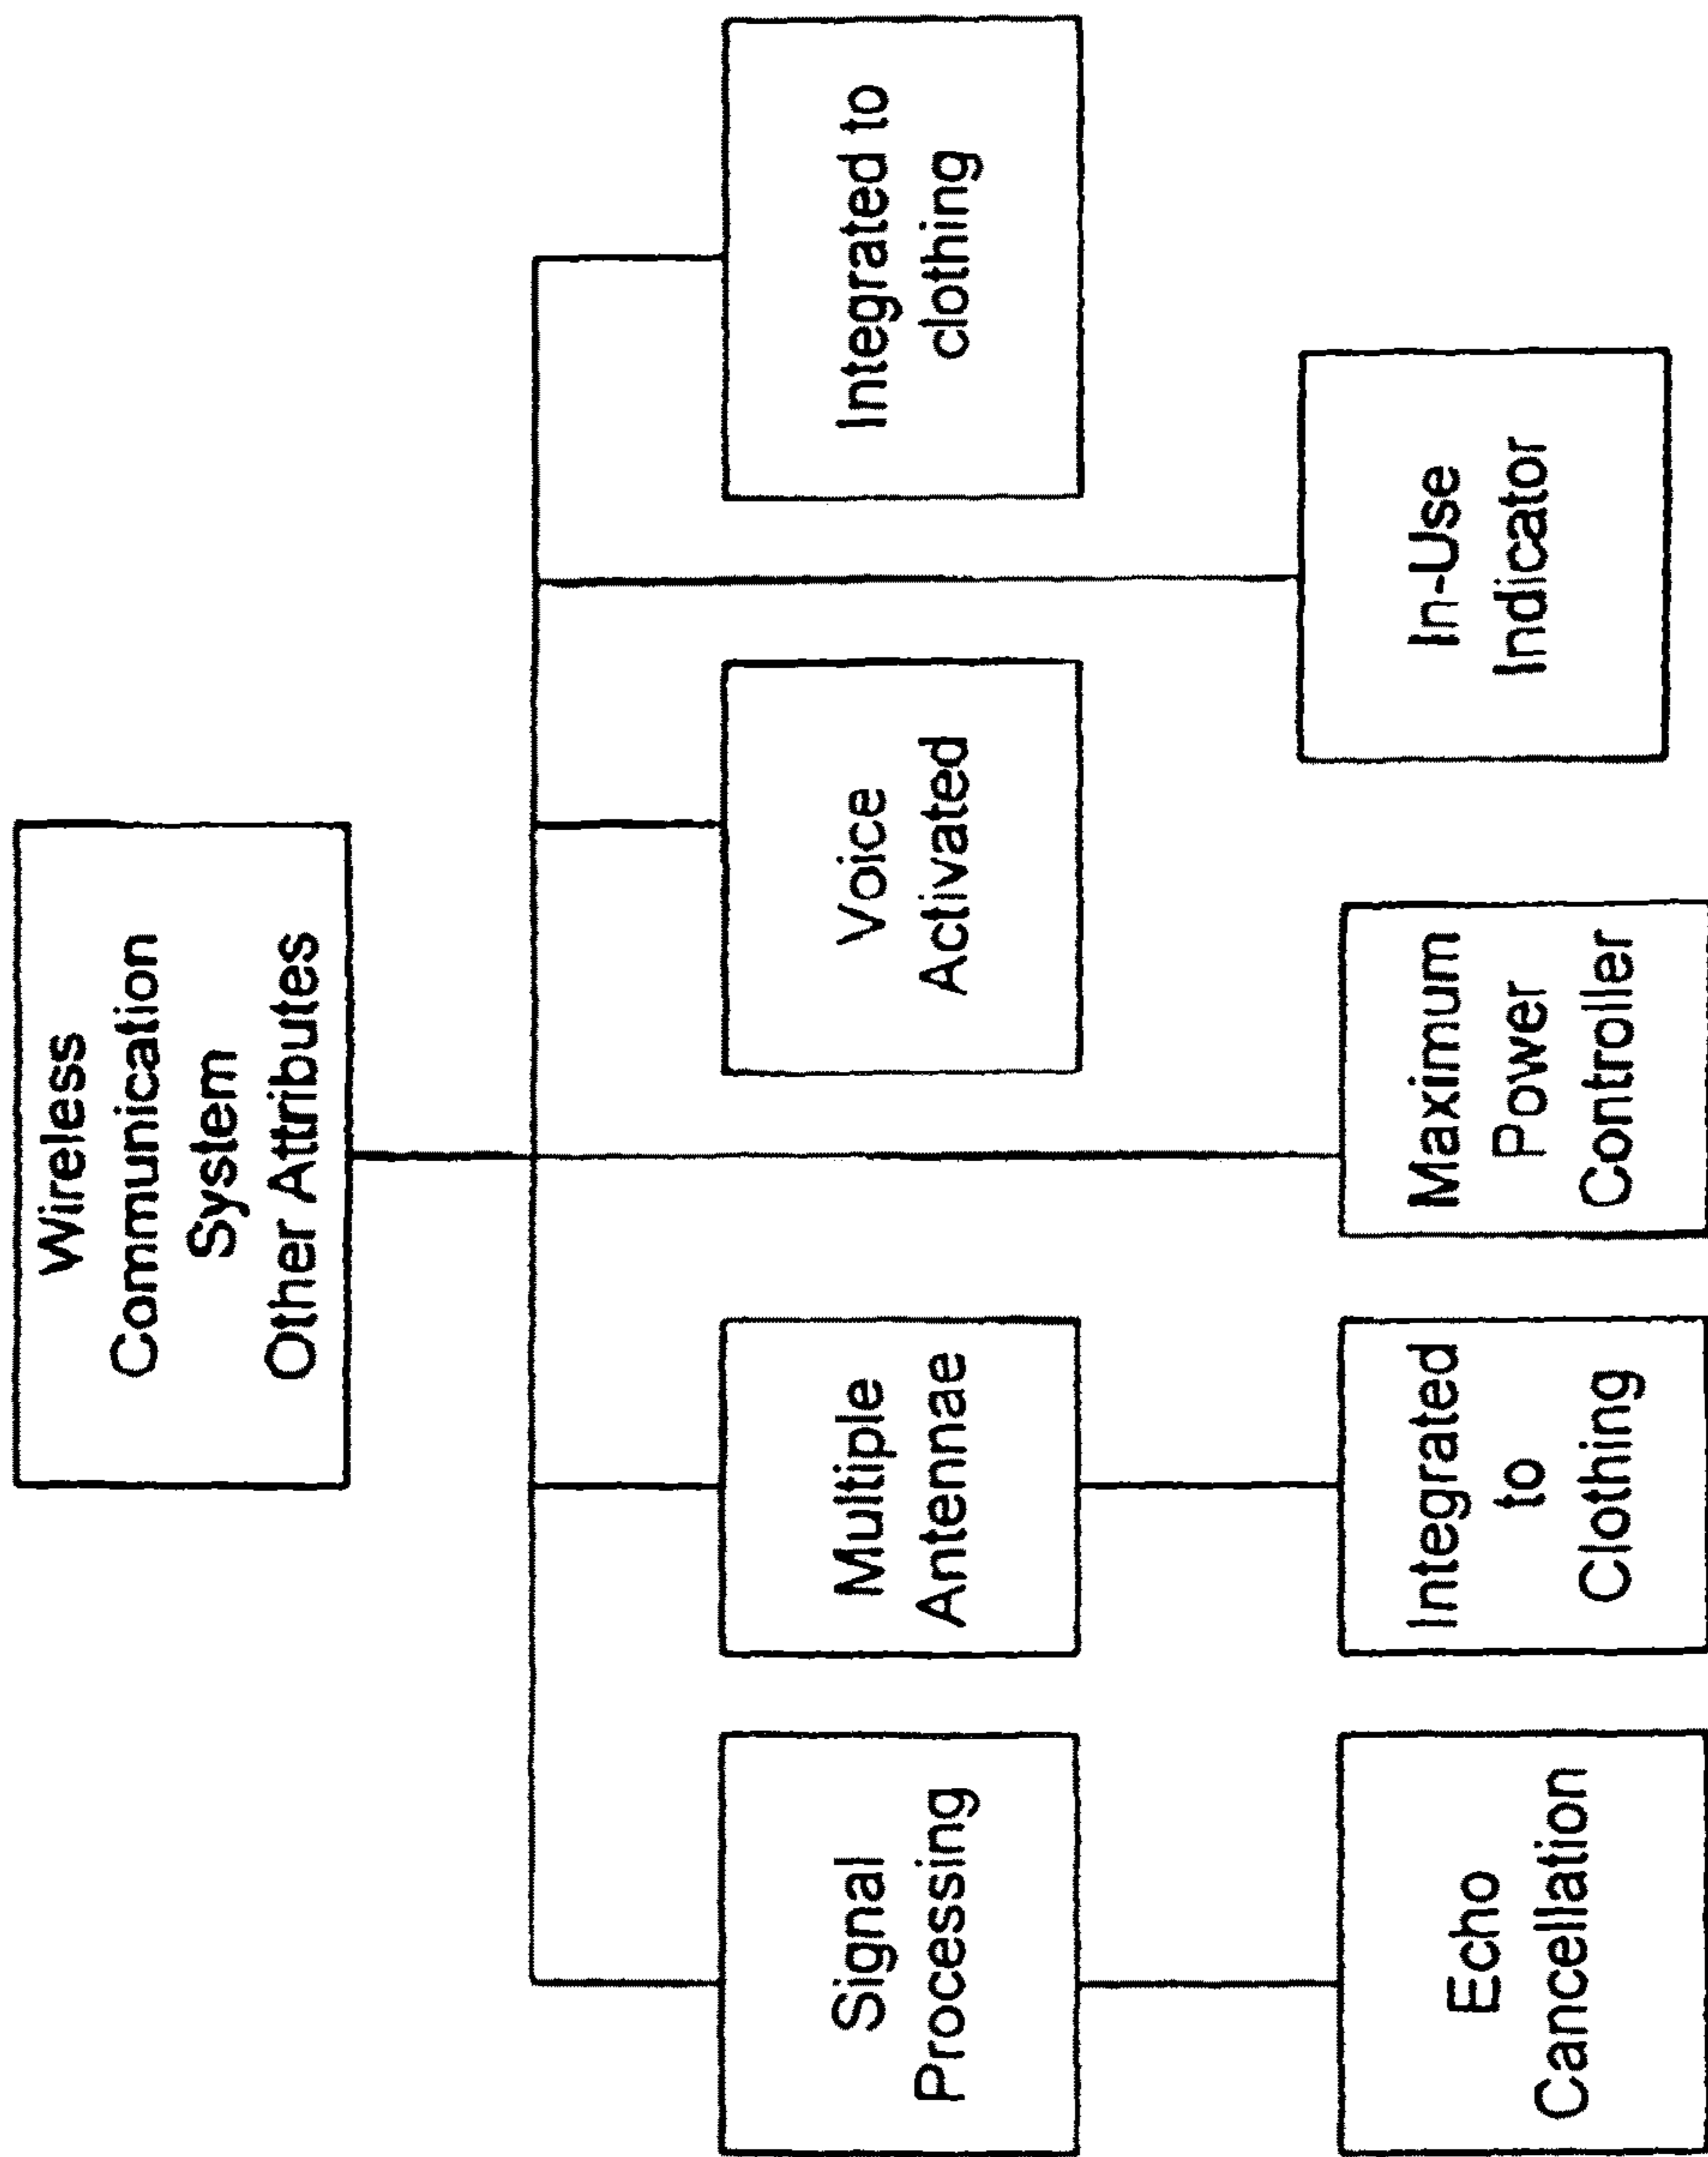 Wireless
Communication
System
Other Attributes
Signal
Processing
Multiple
Antennae
Voice
Activated
Integrated to
clothing
Echo
Cancellation
Integrated
to
Clothing
Maximum
Power
Controller
In-Use
Indicator